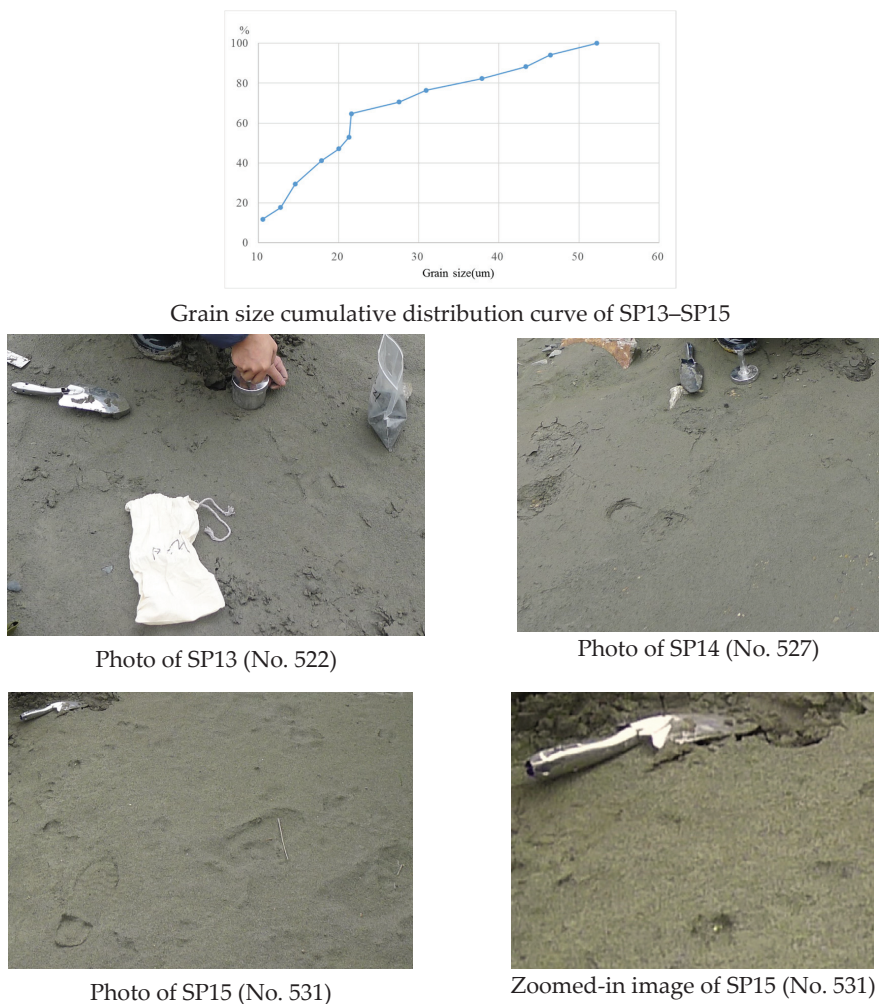 %
100
80
60
40
20
0
10 20 30 40 50 60
Grain size(um)
Grain size cumulative distribution curve of SP13–SP15
Photo of SP13 (No. 522)
Photo of SP14 (No. 527)
Photo of SP15 (No. 531)
Zoomed-in image of SP15 (No. 531)